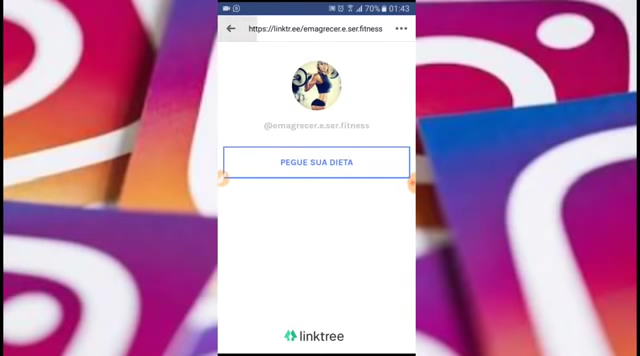 70% 01:43
https://linktr.ee/emagrecer.e.ser.fitness
@emagrecer.e.ser.fitness
PEGUE SUA DIETA
linktree